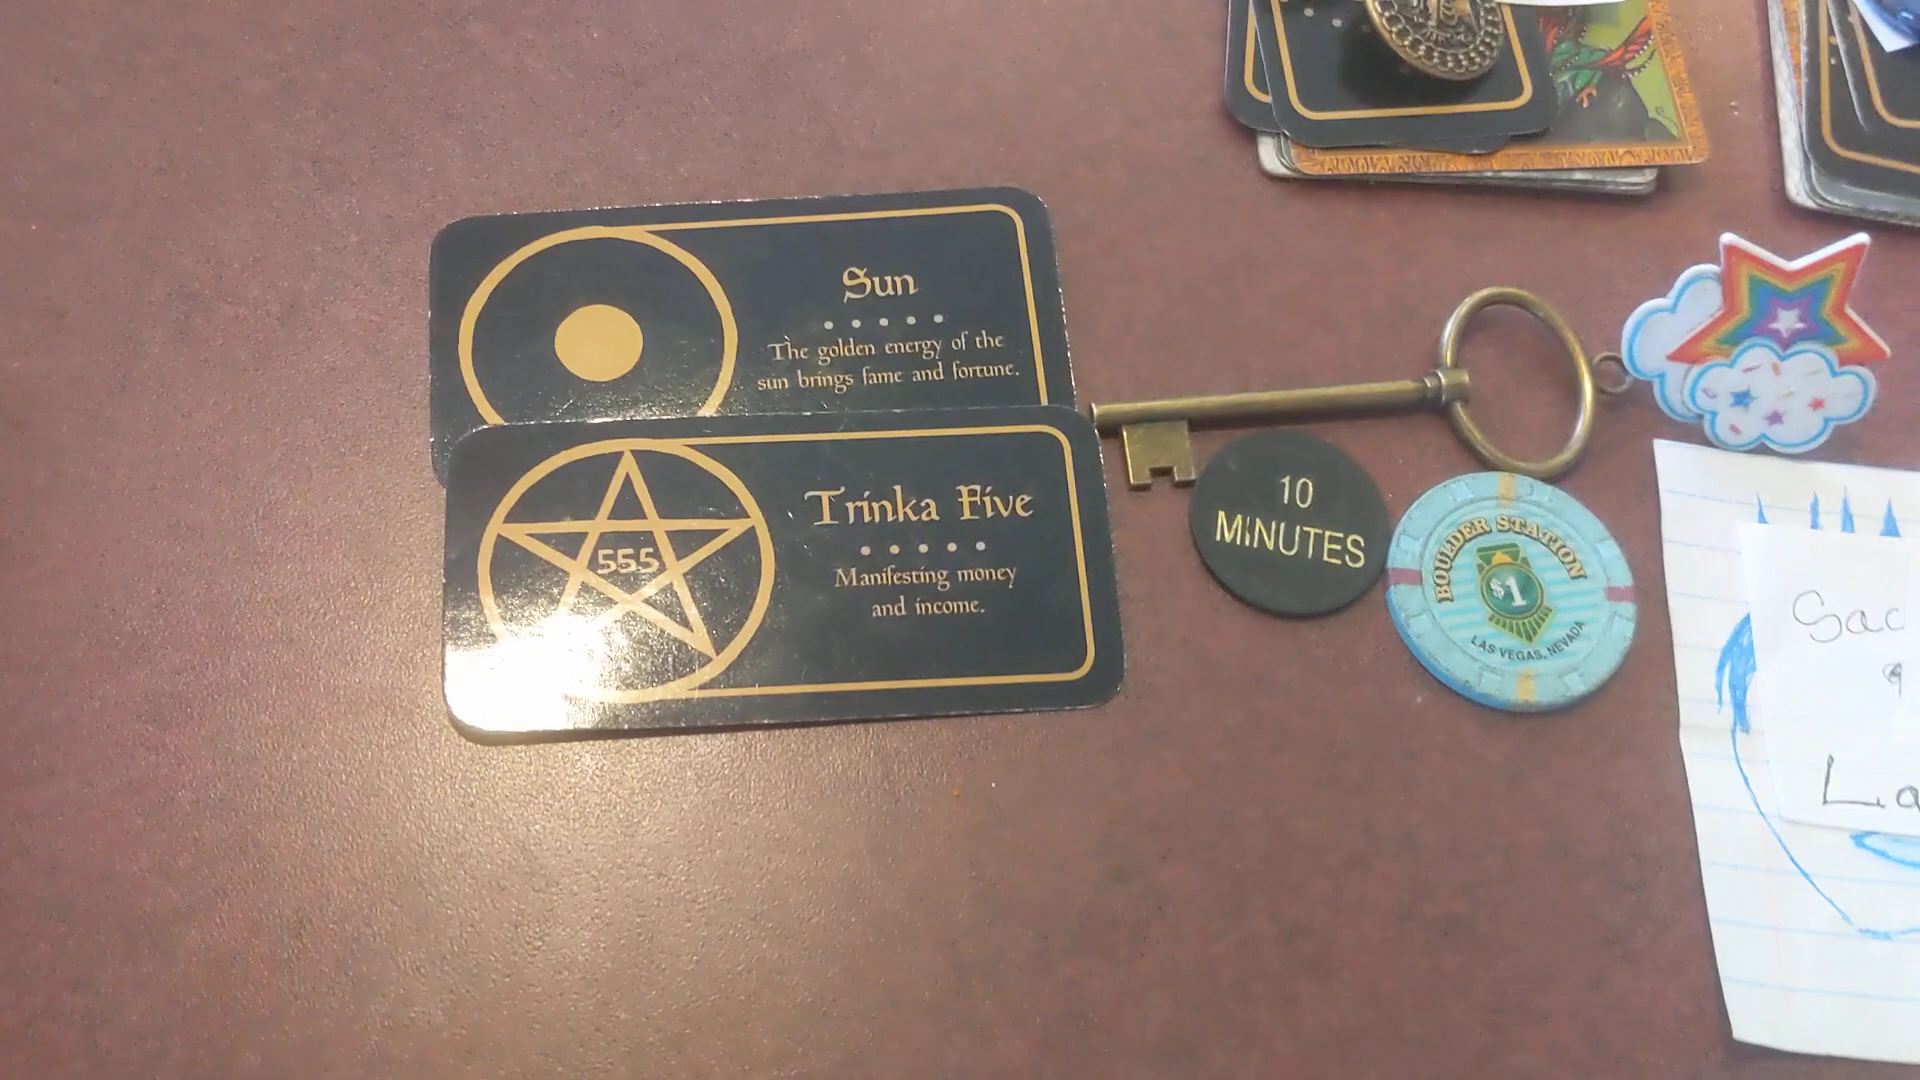 Sun
The golden energy of the
sun brings fame and fortune.
Trinka Five
555
Manifesting money
and income.
10
MINUTES
BOULDER STATION
$1
LAS VEGAS, NEVADA